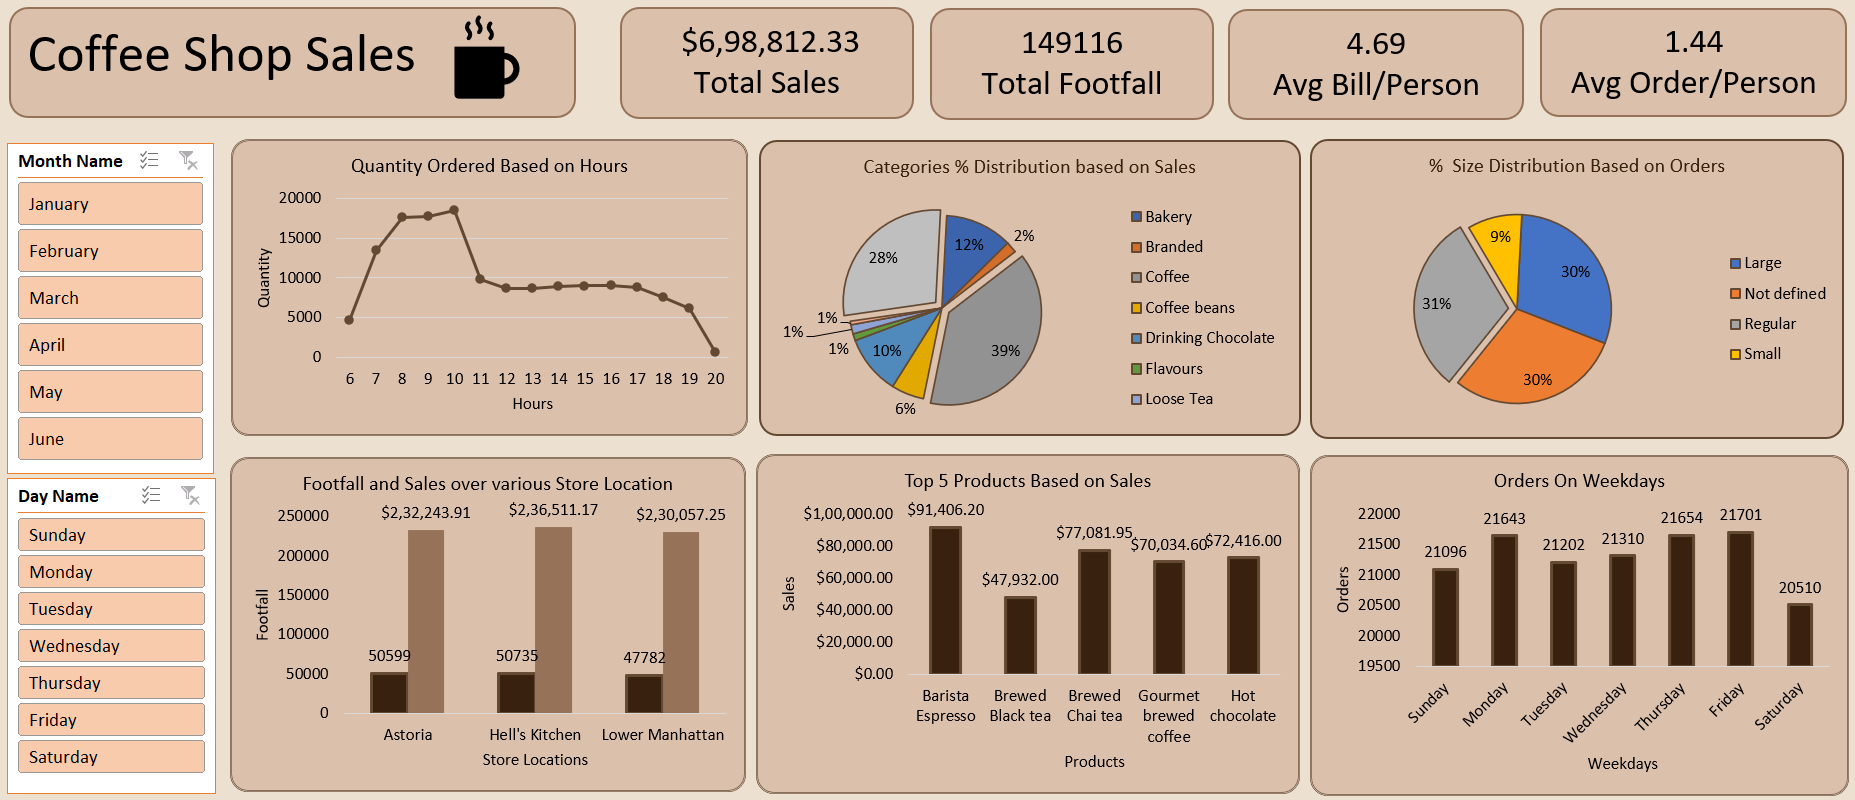 Coffee Shop Sales
$6,98,812.33
Total Sales
149116
Total Footfall
4.69
Avg Bill/Person
1.44
Avg Order/Person
Month Name
January
February
March
April
May
June
Day Name
Sunday
Monday
Tuesday
Wednesday
Thursday
Friday
Saturday
Quantity Ordered Based on Hours
Quantity
20000
15000
10000
5000
0
6 7 8 9 10 11 12 13 14 15 16 17 18 19 20
Hours
Categories % Distribution based on Sales
12%
2%
39%
6%
10%
1%
1%
1%
28%
Bakery
Branded
Coffee
Coffee beans
Drinking Chocolate
Flavours
Loose Tea
% Size Distribution Based on Orders
30%
30%
31%
9%
Large
Not defined
Regular
Small
Footfall and Sales over various Store Location
Footfall
250000
200000
150000
100000
50000
0
$2,32,243.91
$2,36,511.17
$2,30,057.25
50599
50735
47782
Astoria
Hell's Kitchen
Lower Manhattan
Store Locations
Top 5 Products Based on Sales
Sales
$1,00,000.00
$80,000.00
$60,000.00
$40,000.00
$20,000.00
$0.00
$91,406.20
$47,932.00
$77,081.95
$70,034.60
$72,416.00
Barista
Espresso
Brewed
Black tea
Brewed
Chai tea
Gourmet
brewed
coffee
Hot
chocolate
Products
Orders On Weekdays
Orders
22000
21500
21000
20500
20000
19500
21096
21643
21202
21310
21654
21701
20510
Sunday
Monday
Tuesday
Wednesday
Thursday
Friday
Saturday
Weekdays